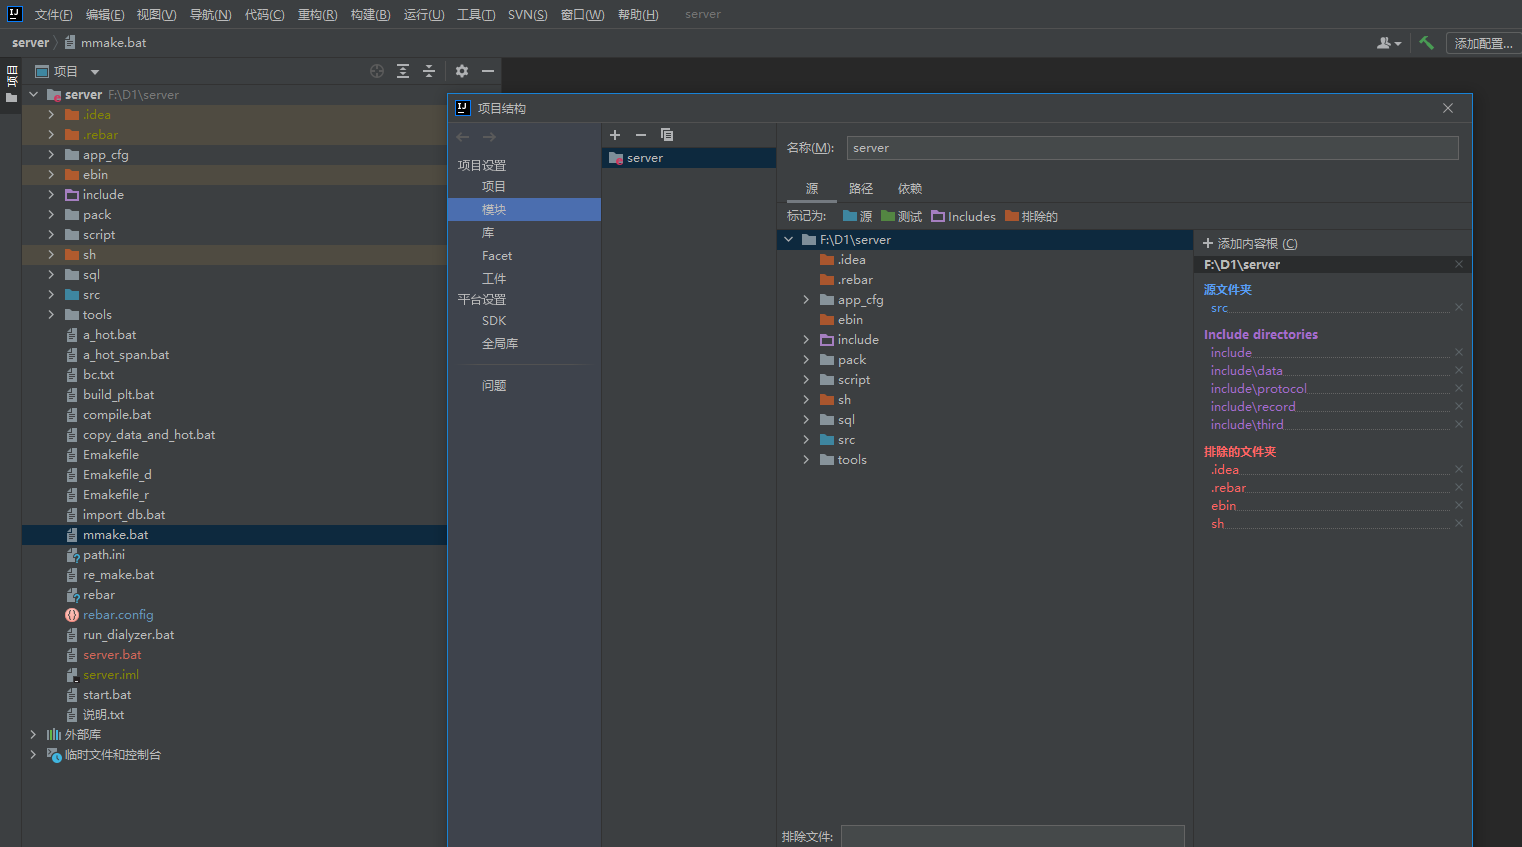 文件(F) 编辑(E) 视图(V) 导航(N) 代码(C) 重构(R) 构建(B) 运行(U) 工具(T) SVN(S) 窗口(W) 帮助(H) server
server mmake.bat
添加配置...
项目
项目
server F:\D1\server
.idea
.rebar
app_cfg
ebin
include
pack
script
sh
sql
src
tools
a_hot.bat
a_hot_span.bat
bc.txt
build_plt.bat
compile.bat
copy_data_and_hot.bat
Emakefile
Emakefile_d
Emakefile_r
import_db.bat
mmake.bat
path.ini
re_make.bat
rebar
rebar.config
run_dialyzer.bat
server.bat
server.iml
start.bat
说明.txt
外部库
临时文件和控制台
项目结构
项目设置
项目
模块
库
Facet
工件
平台设置
SDK
全局库
问题
server
名称(M): server
源 路径 依赖
标记为: 源 测试 Includes 排除的
F:\D1\server
.idea
.rebar
app_cfg
ebin
include
pack
script
sh
sql
src
tools
排除文件:
添加内容根 (C)
F:\D1\server
源文件夹
src
Include directories
include
include\data
include\protocol
include\record
include\third
排除的文件夹
.idea
.rebar
ebin
sh